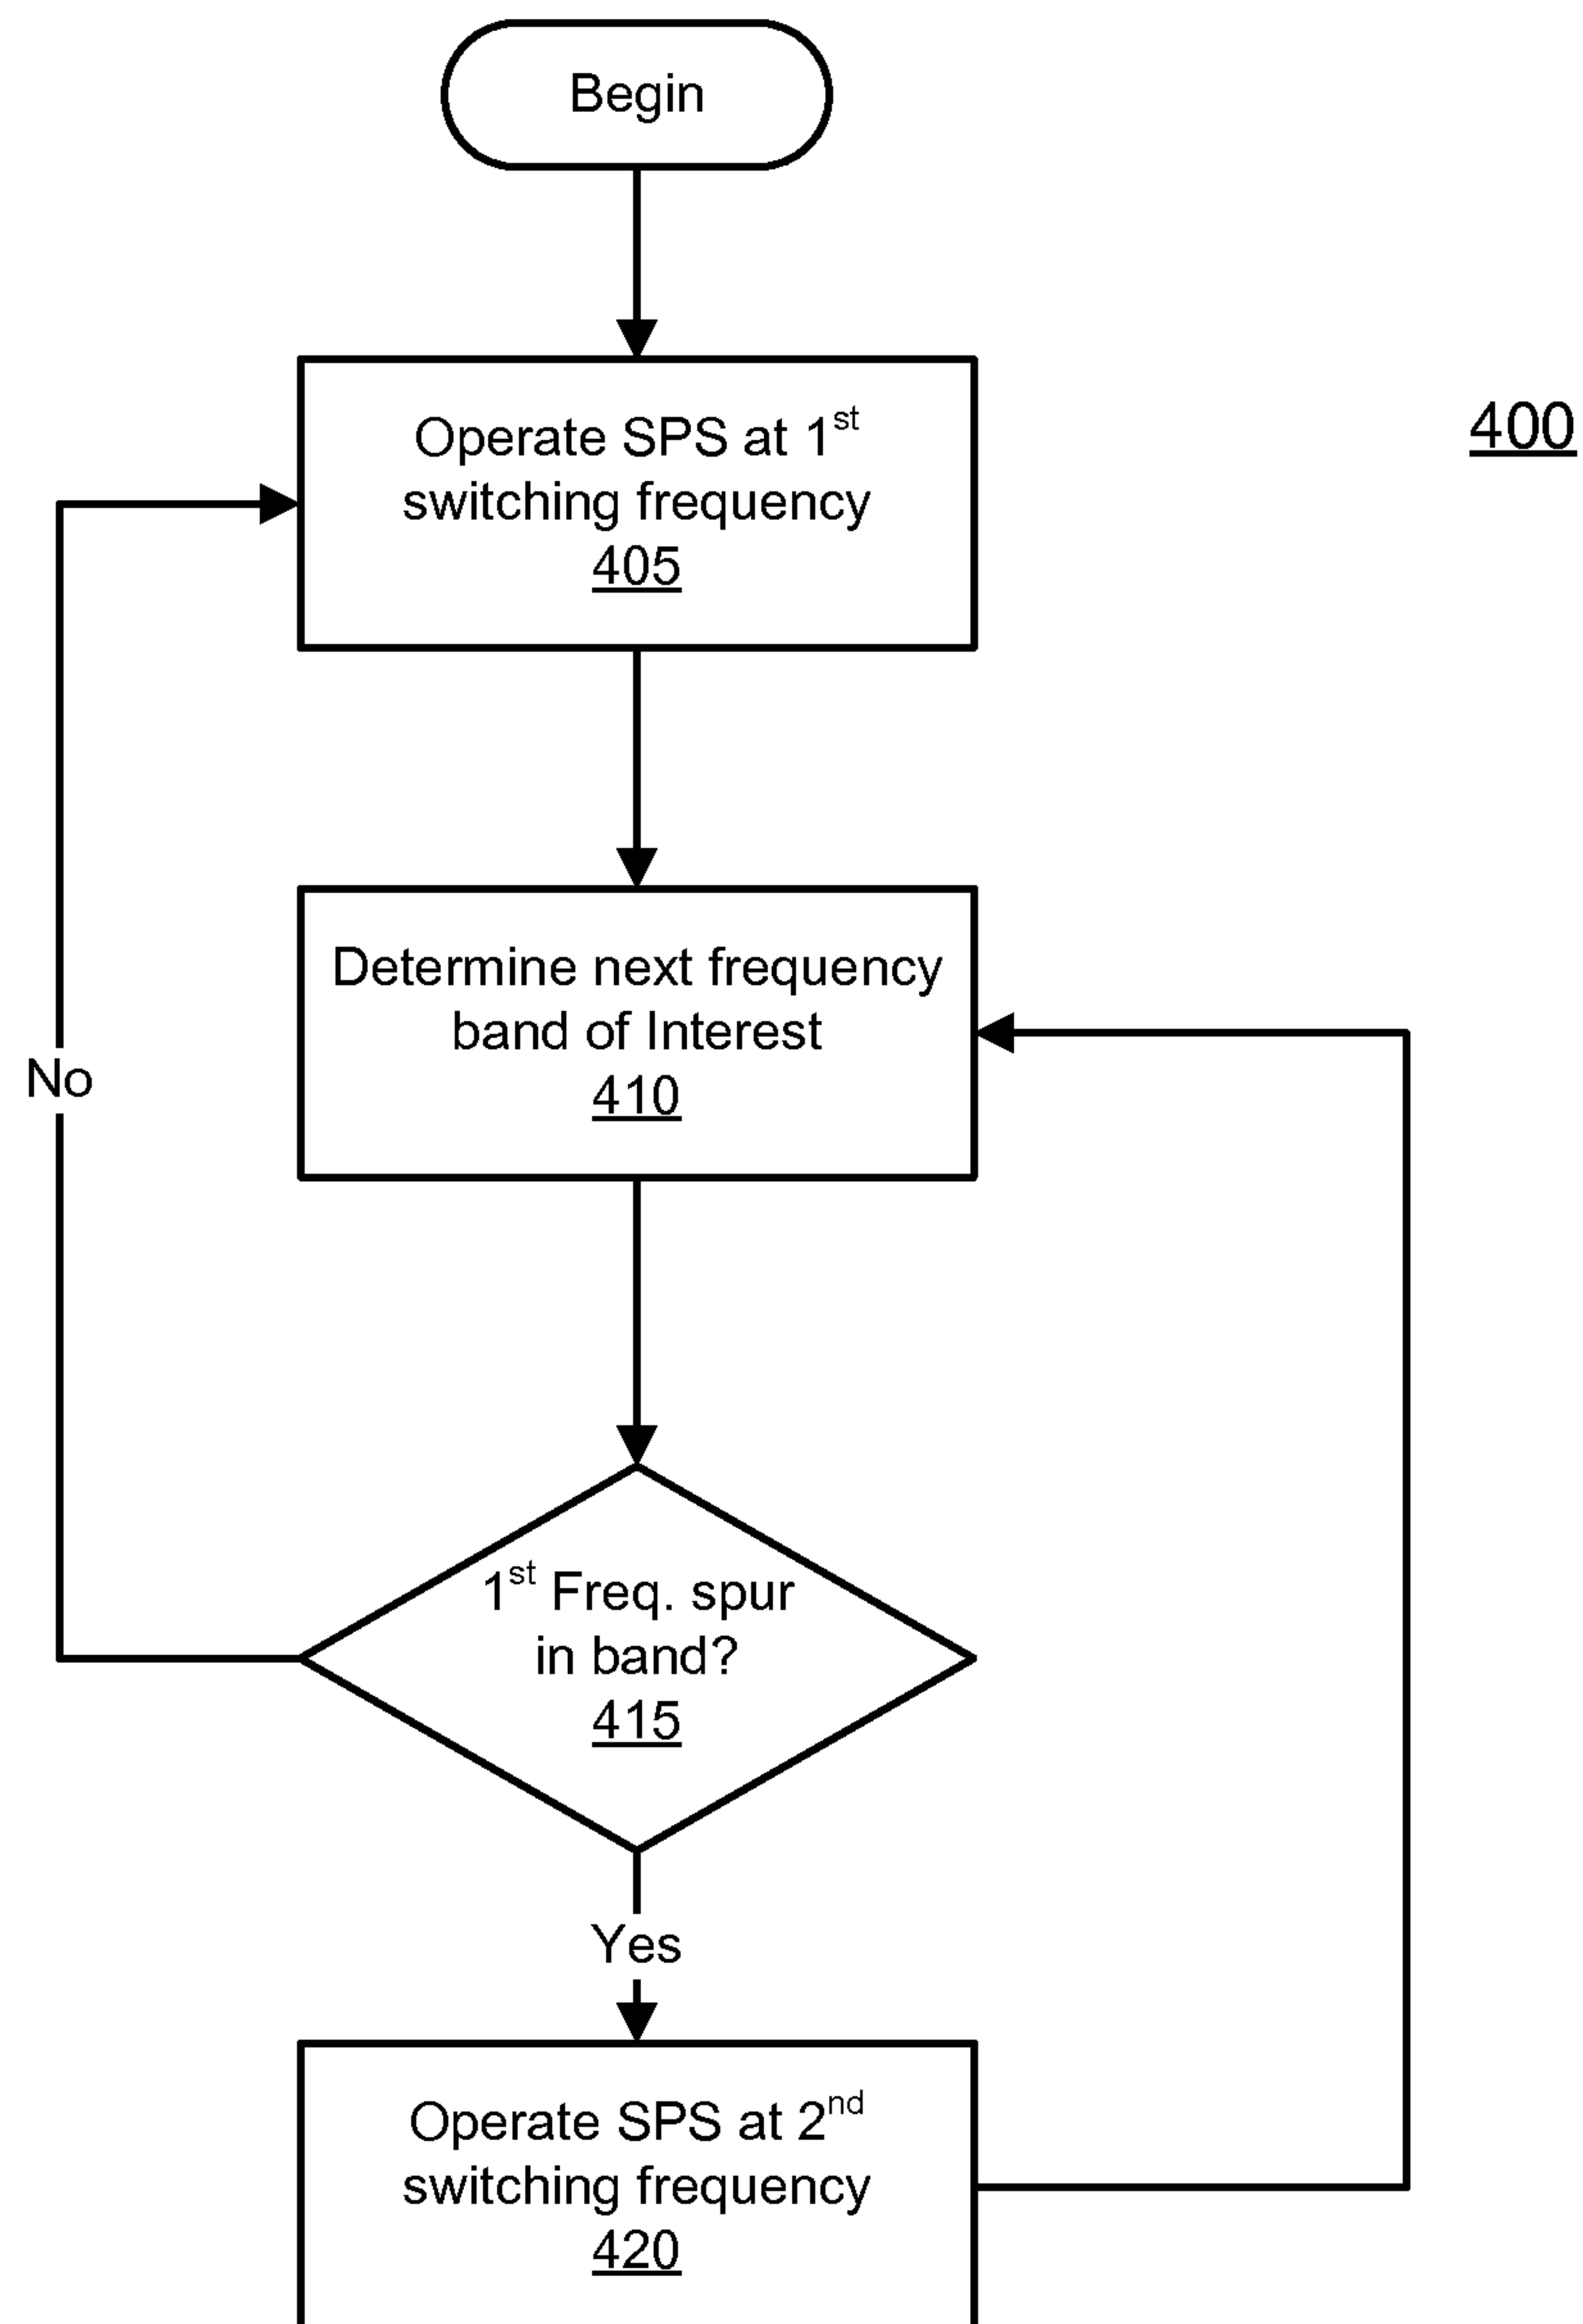 Begin
Operate SPS at 1st
switching frequency
405
400
Determine next frequency
band of Interest
410
No
1st Freq. spur
in band?
415
Yes
Operate SPS at 2nd
switching frequency
420